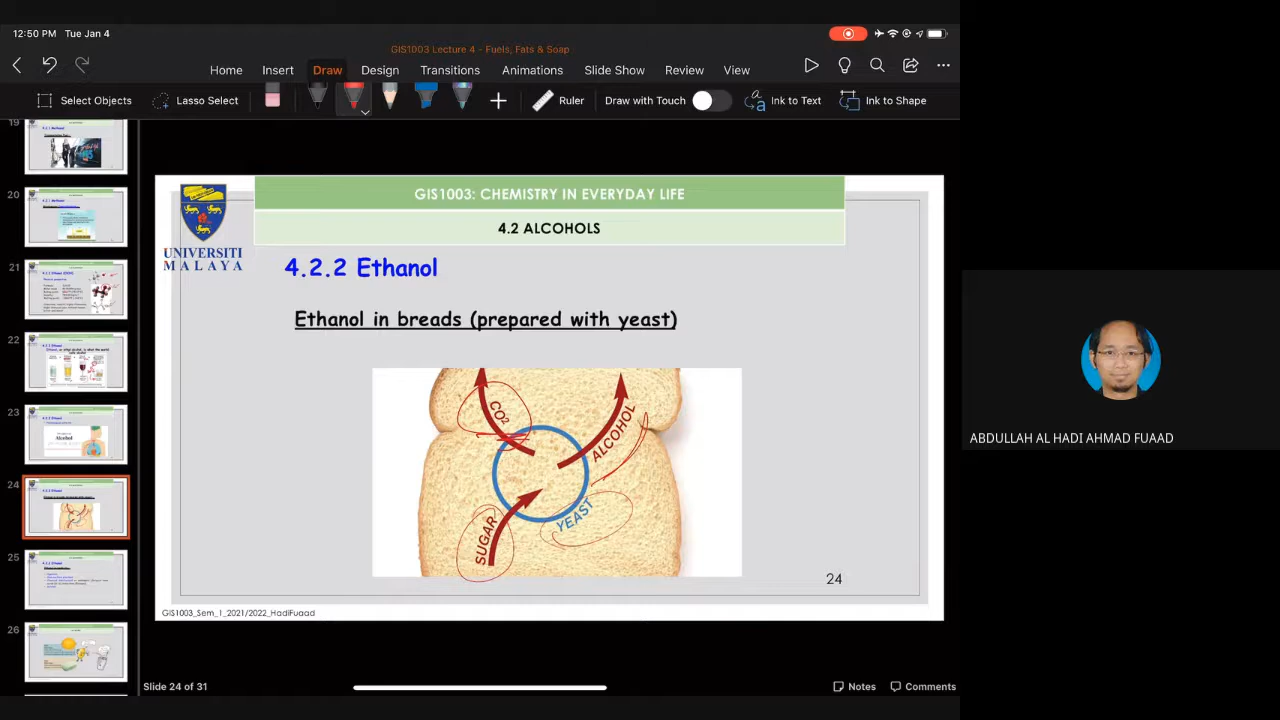 12:50 PM Tue Jan 4
GIS1003 Lecture 4 - Fuels, Fats & Soap
Home Insert Draw Design Transitions Animations Slide Show Review View
Select Objects Lasso Select Ruler Draw with Touch Ink to Text Ink to Shape
19
20
21
22
23
24
25
26
GIS1003: CHEMISTRY IN EVERYDAY LIFE
4.2 ALCOHOLS
UNIVERSITI
MALAYA
4.2.2 Ethanol
Ethanol in breads (prepared with yeast)
CO2
ALCOHOL
SUGAR
YEAST
24
GIS1003_Sem_1_2021/2022_HadiFuaad
Slide 24 of 31
Notes Comments
ABDULLAH AL HADI AHMAD FUAAD